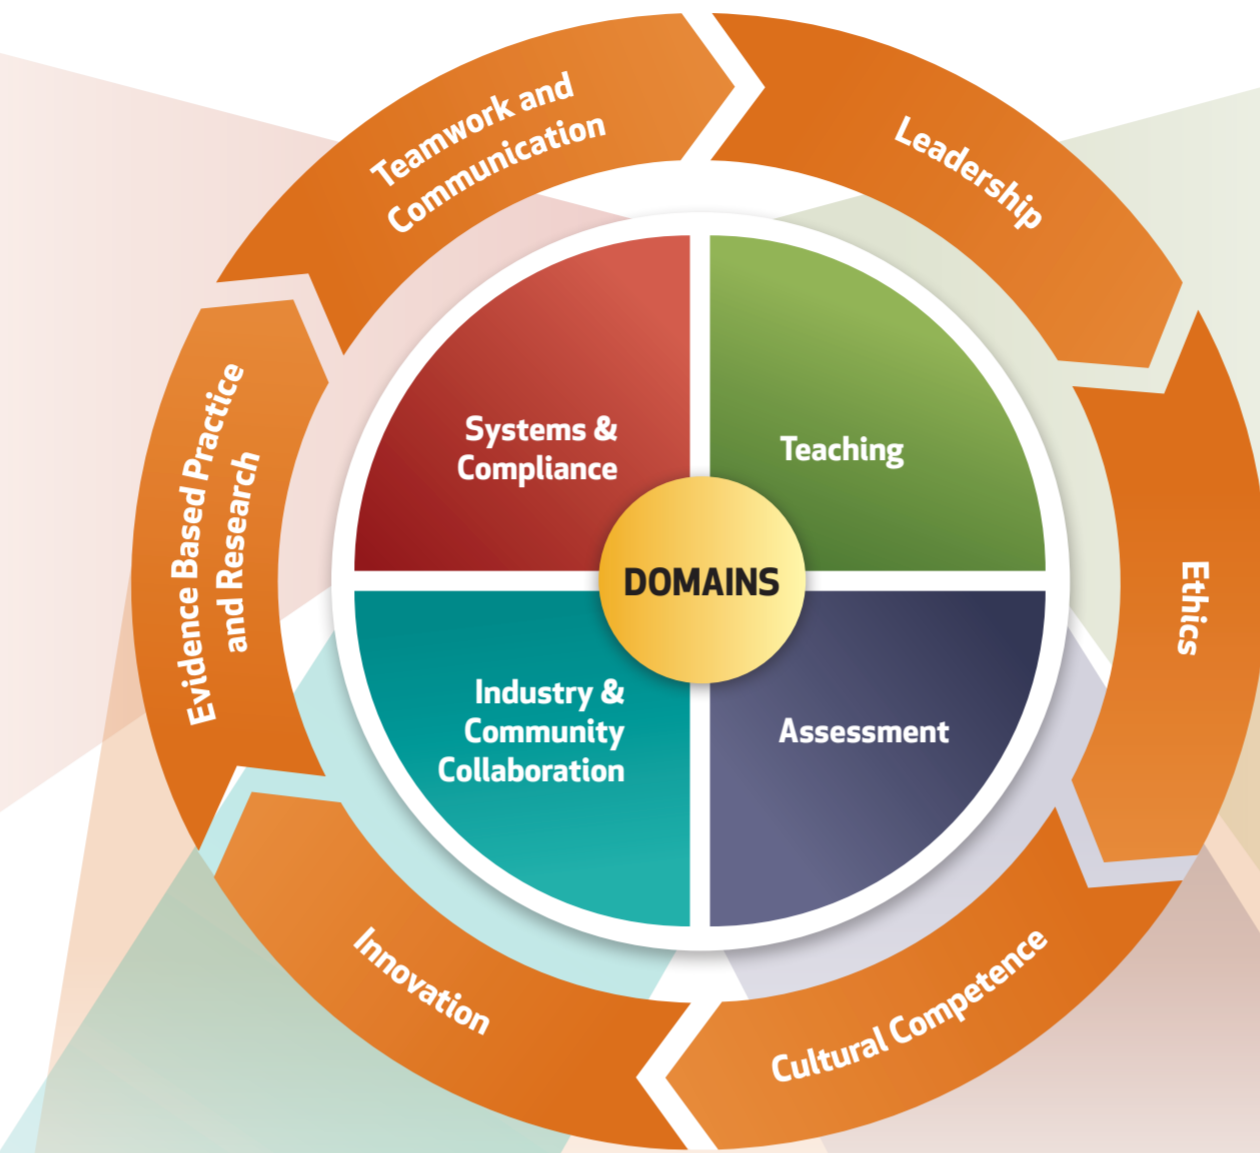 Teamwork and
Communication
Leadership
Ethics
Cultural Competence
Innovation
Evidence Based Practice
and Research
Systems &
Compliance
Teaching
DOMAINS
Industry &
Community
Collaboration
Assessment